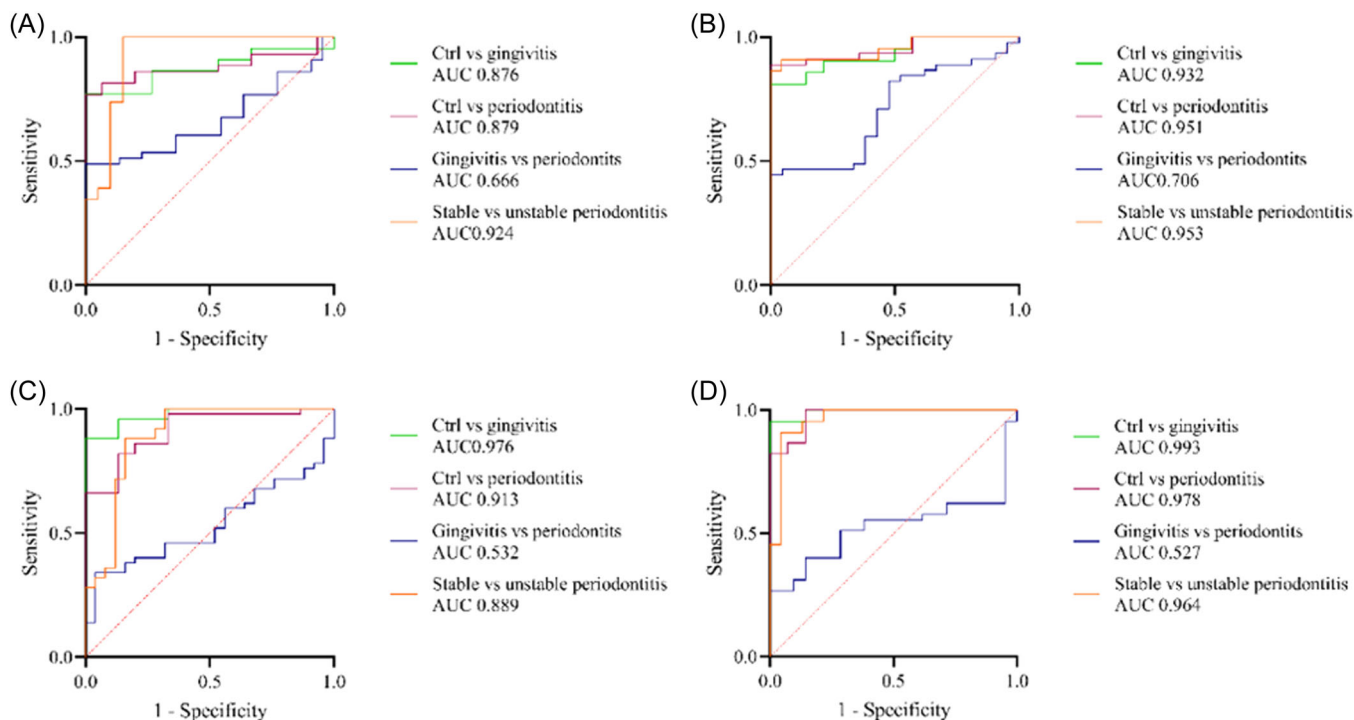 (A)
1.0
0.5
0.0
Sensitivity
0.0
0.5
1.0
1 - Specificity
Ctrl vs gingivitis
AUC 0.876
Ctrl vs periodontitis
AUC 0.879
Gingivitis vs periodontits
AUC 0.666
Stable vs unstable periodontitis
AUC0.924
(B)
1.0
0.5
0.0
Sensitivity
0.0
0.5
1.0
1 - Specificity
Ctrl vs gingivitis
AUC 0.932
Ctrl vs periodontitis
AUC 0.951
Gingivitis vs periodontits
AUC0.706
Stable vs unstable periodontitis
AUC 0.953
(C)
1.0
0.5
0.0
Sensitivity
0.0
0.5
1.0
1 - Specificity
Ctrl vs gingivitis
AUC0.976
Ctrl vs periodontitis
AUC 0.913
Gingivitis vs periodontits
AUC 0.532
Stable vs unstable periodontitis
AUC 0.889
(D)
1.0
0.5
0.0
Sensitivity
0.0
0.5
1.0
1 - Specificity
Ctrl vs gingivitis
AUC 0.993
Ctrl vs periodontitis
AUC 0.978
Gingivitis vs periodontits
AUC 0.527
Stable vs unstable periodontitis
AUC 0.964